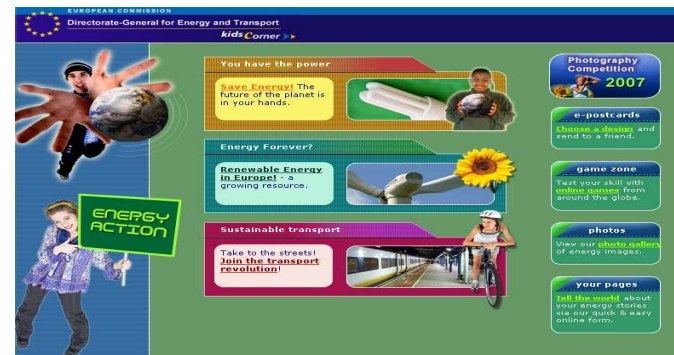 EUROPEAN COMMISSION
Directorate-General for Energy and Transport
kidsCorner >>
ENERGY
ACTION
You have the power
Save Energy! The
future of the planet is
in your hands.
Energy Forever?
Renewable Energy
in Europe! - a
growing resource.
Sustainable transport
Take to the streets!
Join the transport
revolution!
Photography
Competition
2007
e-postcards
Choose a design and
send to a friend.
game zone
Test your skill with
online games from
around the globe.
photos
View our photo gallery
of energy images.
your pages
Tell the world about
your energy stories
via our quick & easy
online form.